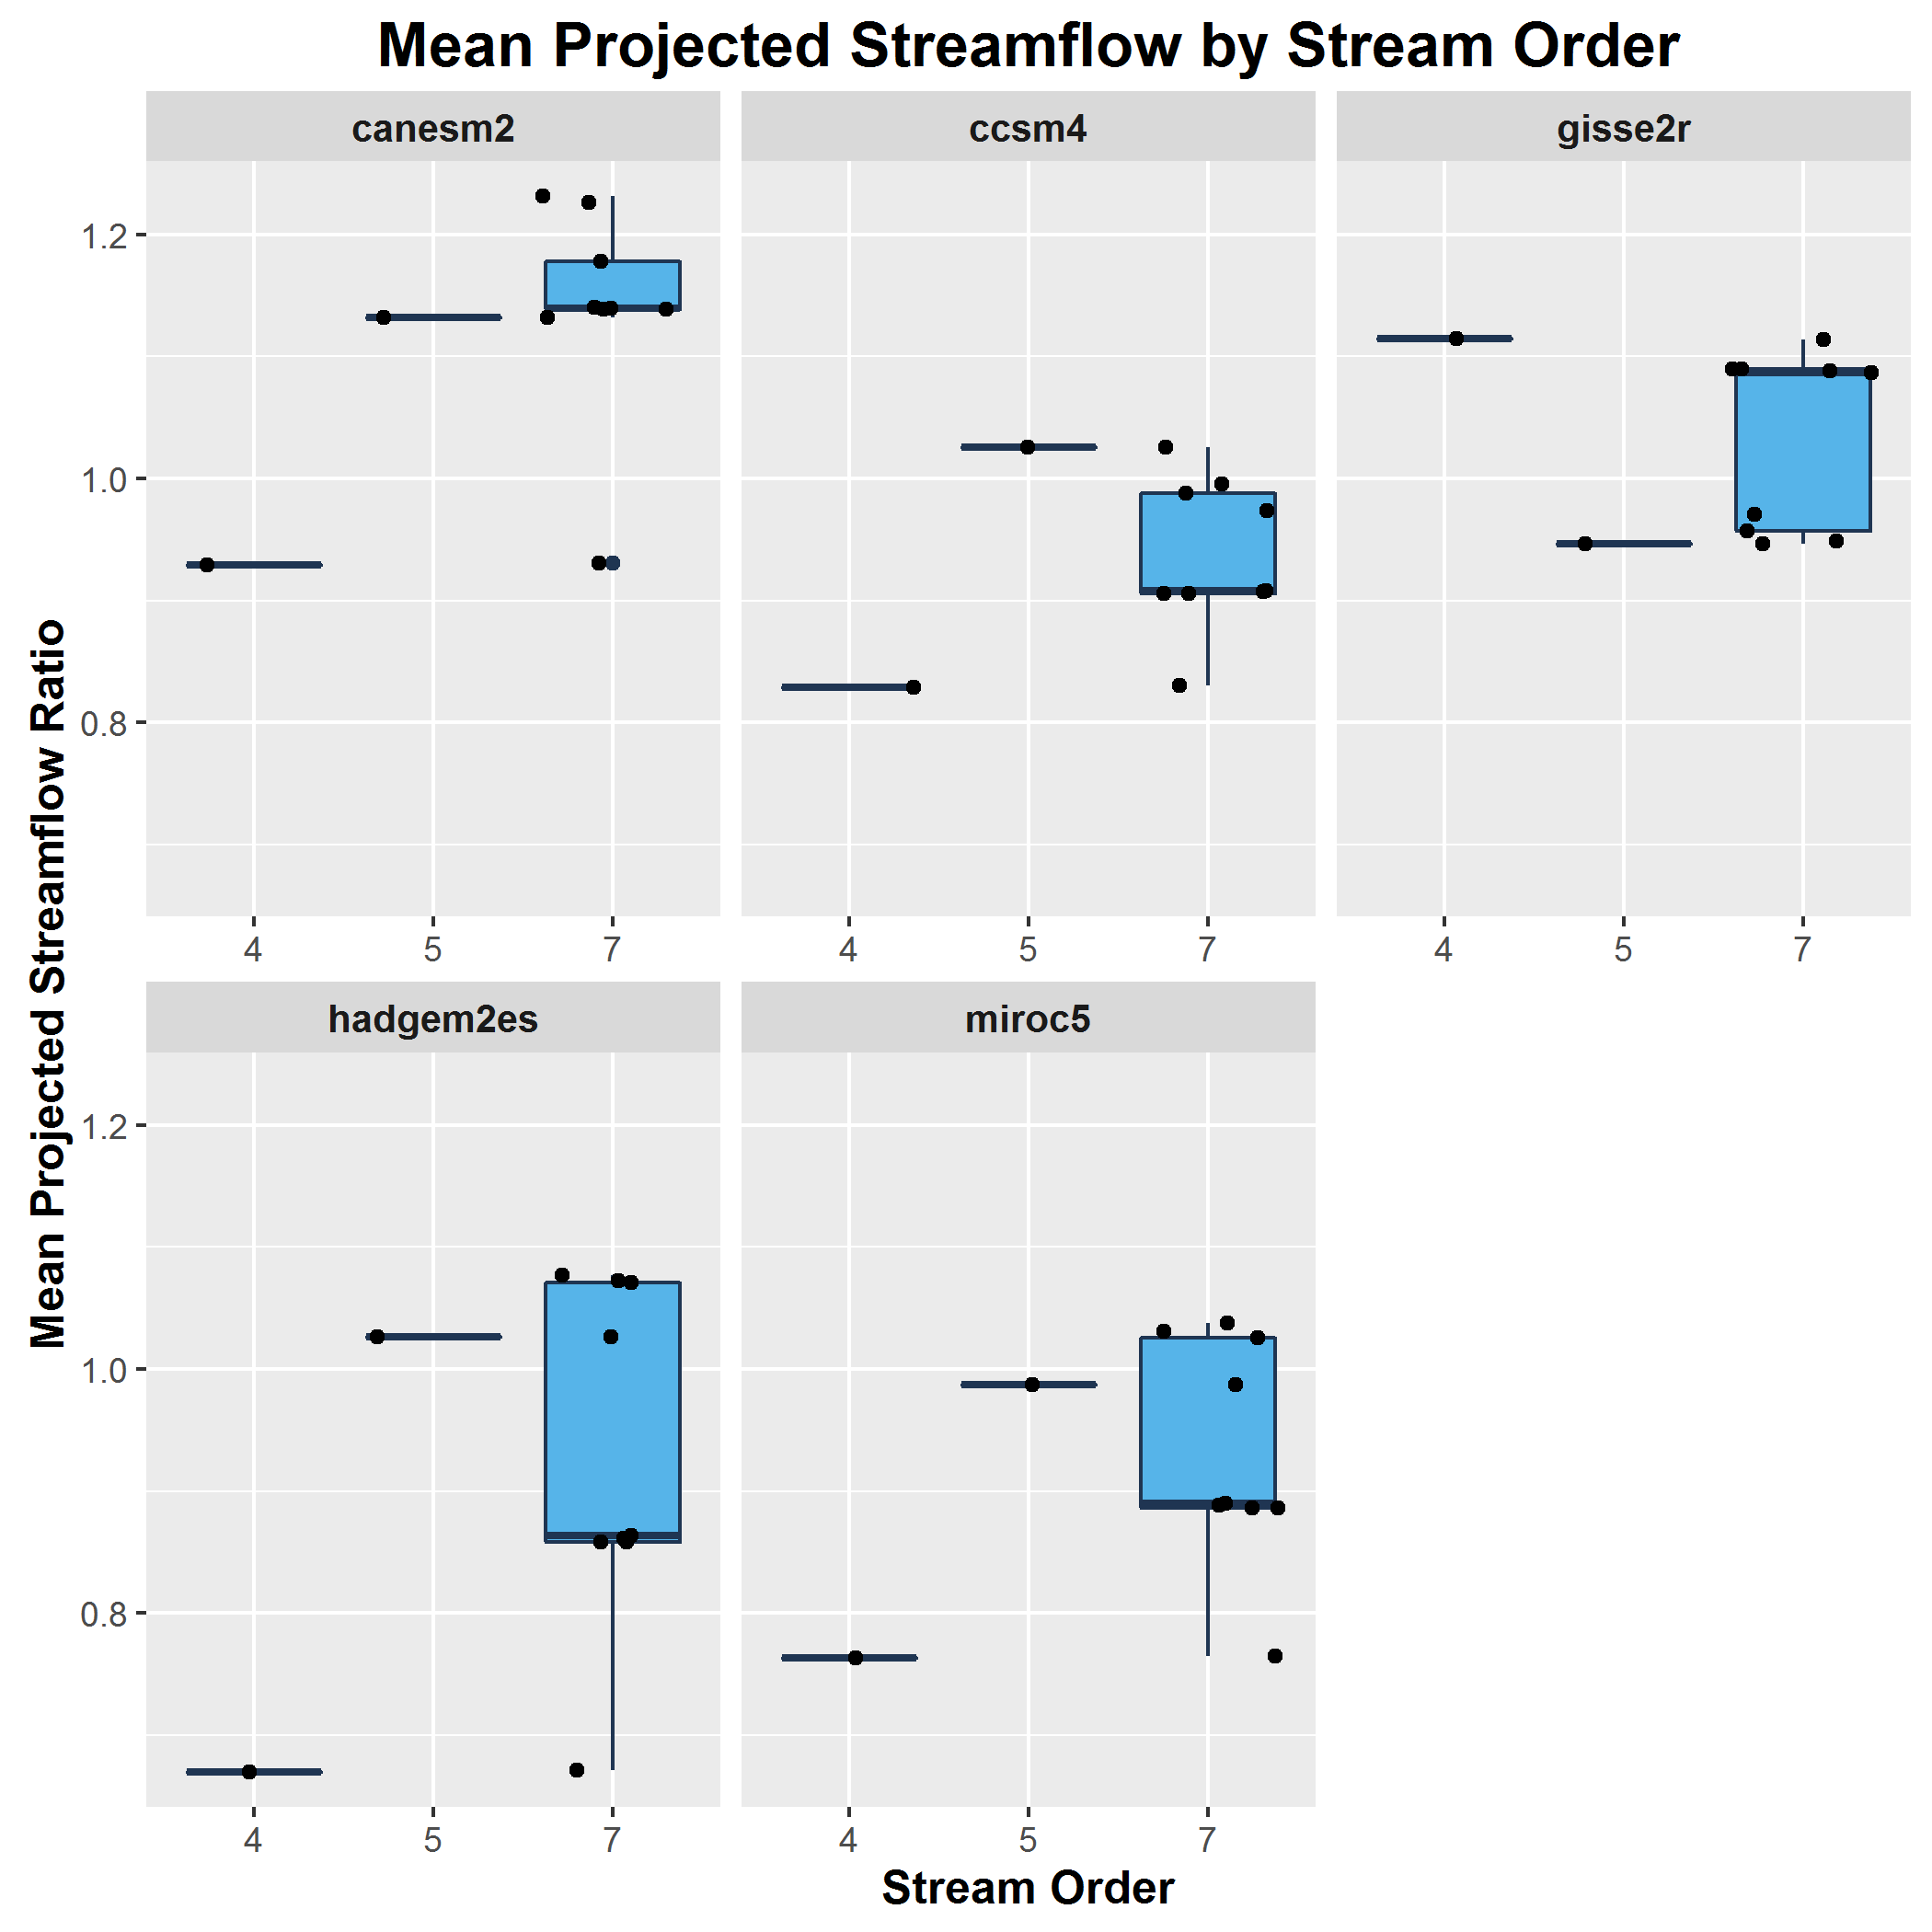 Mean Projected Streamflow by Stream Order
canesm2 ccsm4 gisse2r
1.2
1.0
0.8
4 5 7 4 5 7 4 5 7
Mean Projected Streamflow Ratio
hadgem2es miroc5
1.2
1.0
0.8
4 5 7 4 5 7
Stream Order